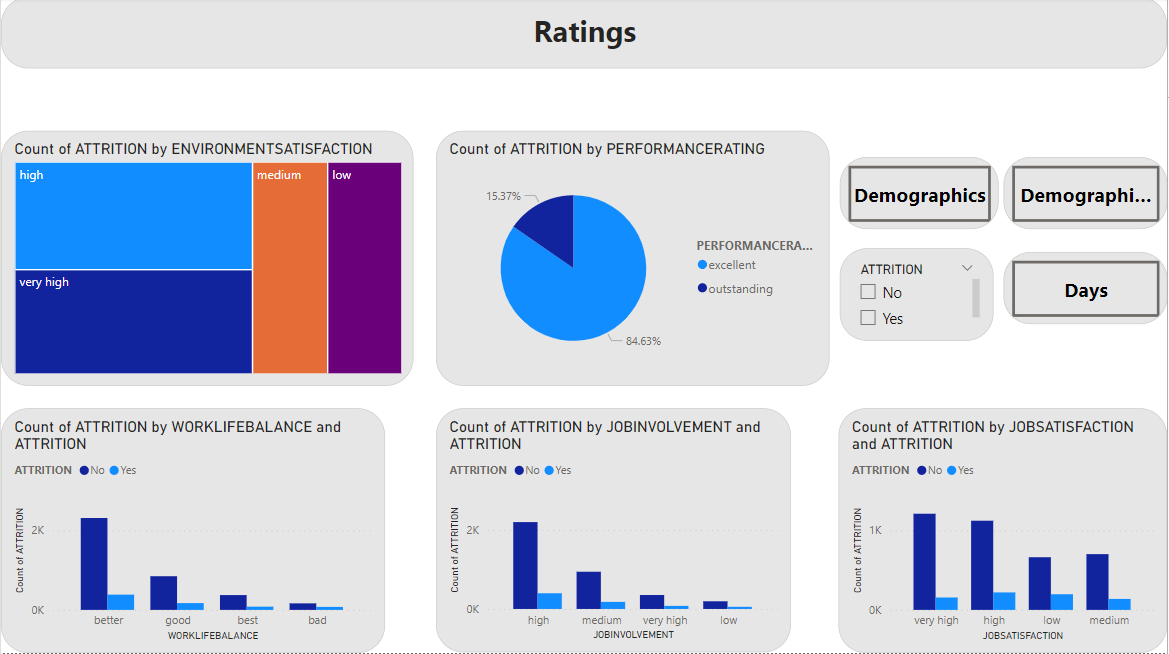 Ratings
Count of ATTRITION by ENVIRONMENTSATISFACTION
high
medium
low
very high
Count of ATTRITION by PERFORMANCERATING
15.37%
84.63%
PERFORMANCERA...
excellent
outstanding
Demographics
Demographi...
ATTRITION
No
Yes
Days
Count of ATTRITION by WORKLIFEBALANCE and
ATTRITION
ATTRITION No Yes
Count of ATTRITION
2K
0K
better good best bad
WORKLIFEBALANCE
Count of ATTRITION by JOBINVOLVEMENT and
ATTRITION
ATTRITION No Yes
Count of ATTRITION
2K
0K
high medium very high low
JOBINVOLVEMENT
Count of ATTRITION by JOBSATISFACTION
and ATTRITION
ATTRITION No Yes
Count of ATTRITION
1K
0K
very high high low medium
JOBSATISFACTION